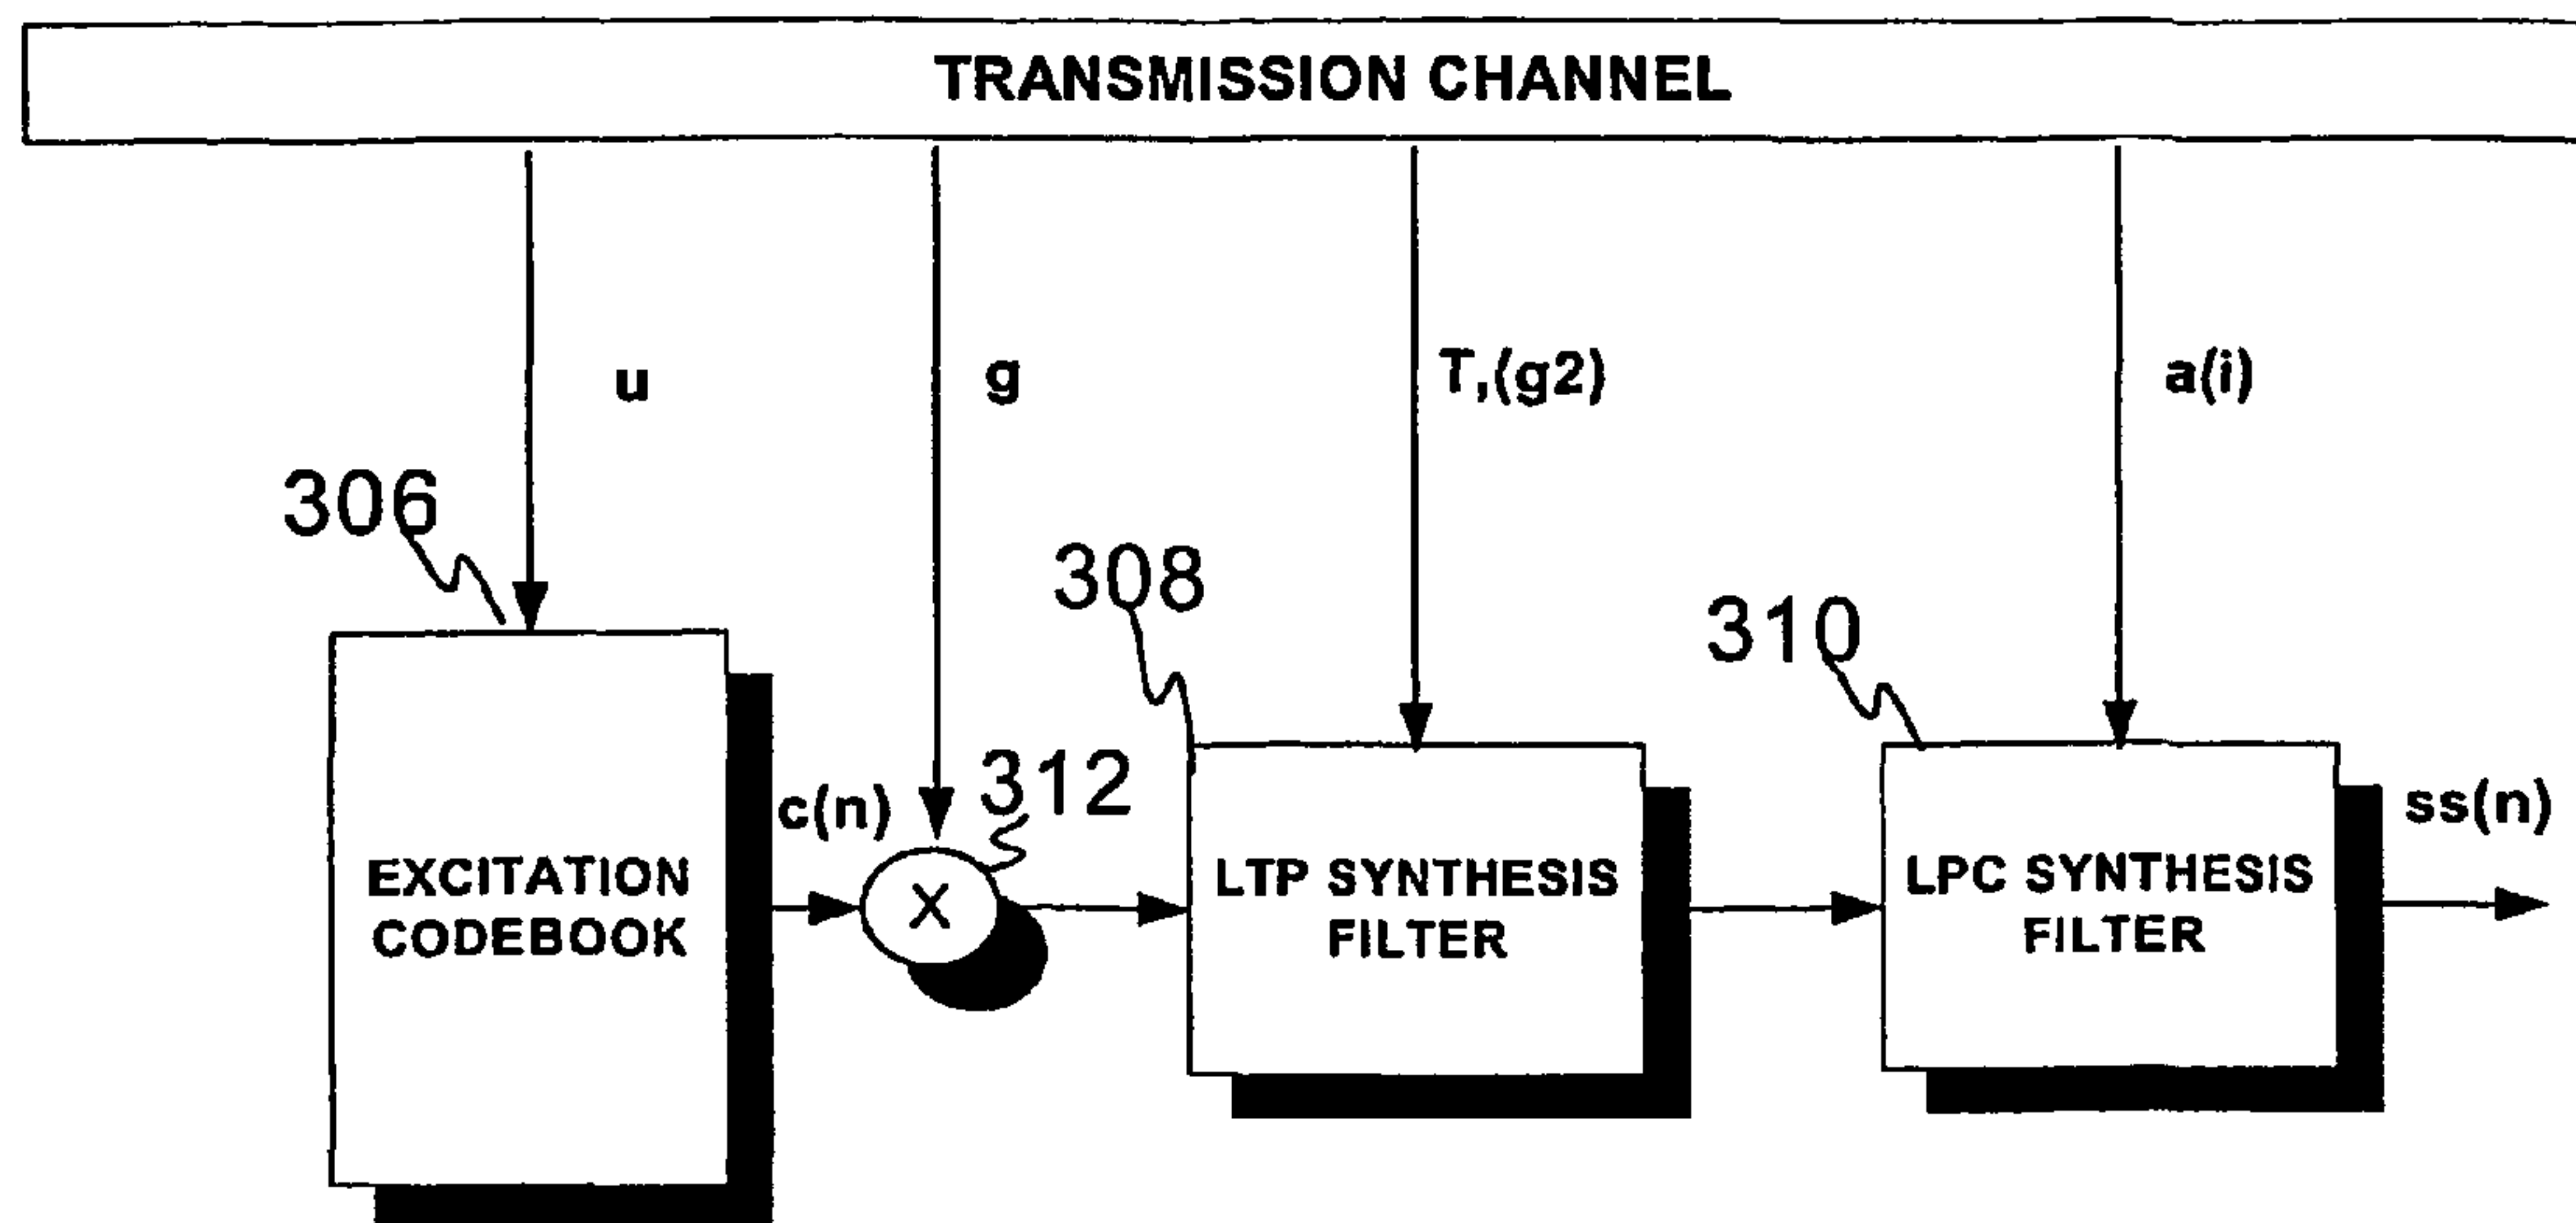 TRANSMISSION CHANNEL
u
g
T,(g2)
a(i)
306
308
310
312
c(n)
ss(n)
EXCITATION
CODEBOOK
X
LTP SYNTHESIS
FILTER
LPC SYNTHESIS
FILTER